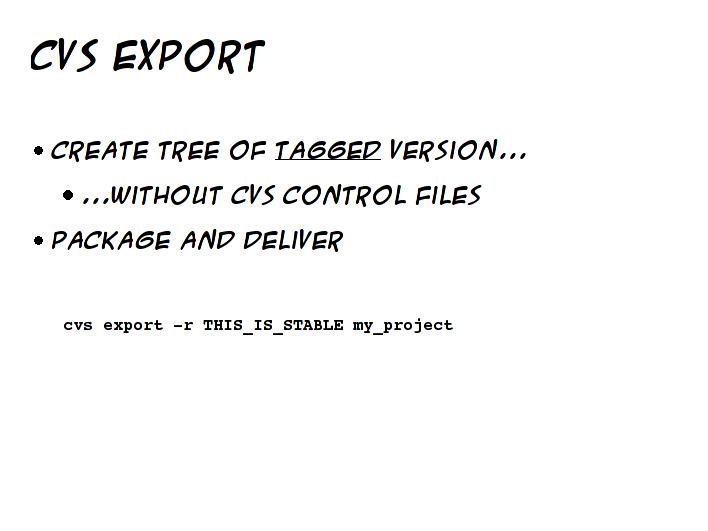 CVS EXPORT
• CREATE TREE OF TAGGED VERSION...
• ...WITHOUT CVS CONTROL FILES
• PACKAGE AND DELIVER
cvs export -r THIS_IS_STABLE my_project